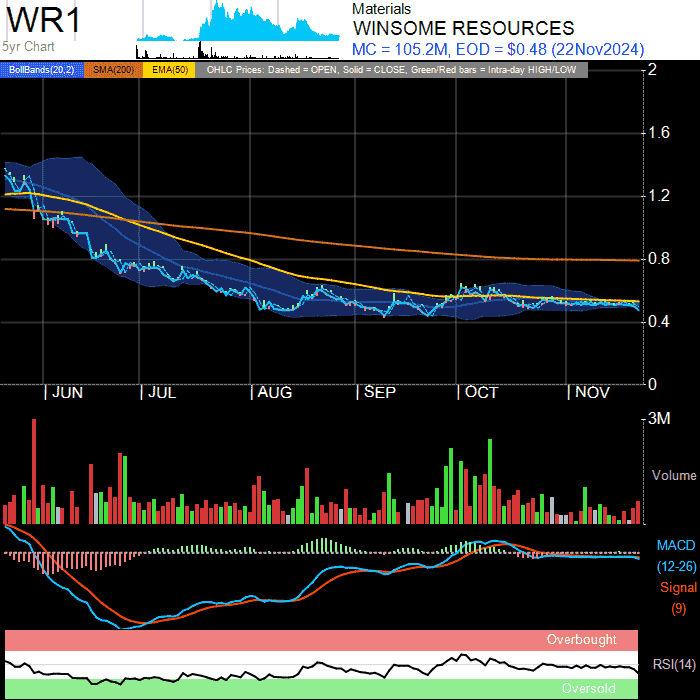 WR1
5yr Chart
Materials
WINSOME RESOURCES
MC = 105.2M, EOD = $0.48 (22Nov2024)
BollBands(20,2) SMA(200) EMA(50) OHLC Prices: Dashed = OPEN, Solid = CLOSE, Green/Red bars = Intra-day HIGH/LOW
2
1.6
1.2
0.8
0.4
0
JUN JUL AUG SEP OCT NOV
3M
Volume
MACD
(12-26)
Signal
(9)
Overbought
RSI(14)
Oversold